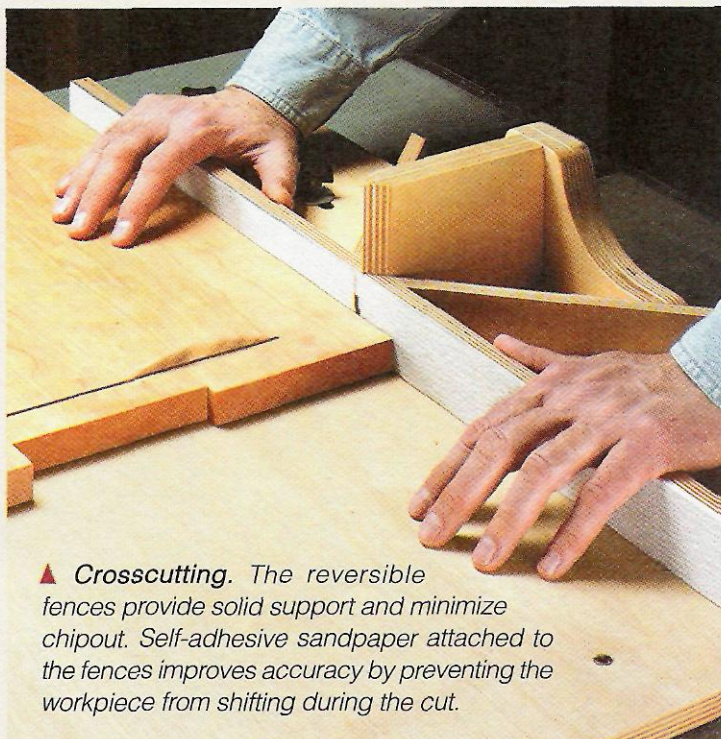 ▲ Crosscutting. The reversible
fences provide solid support and minimize
chipout. Self-adhesive sandpaper attached to
the fences improves accuracy by preventing the
workpiece from shifting during the cut.